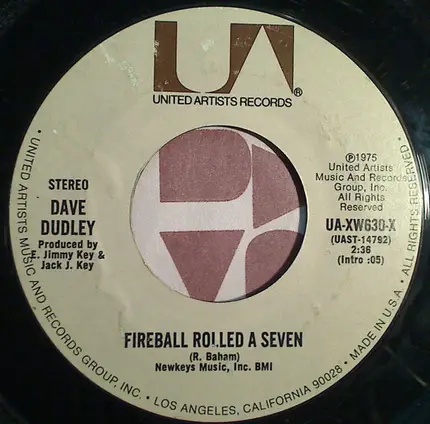 UA®
UNITED ARTISTS RECORDS
STEREO
DAVE
DUDLEY
Produced by
E. Jimmy Key &
Jack J. Key
℗1975
United Artists
Music And Records
Group, Inc.
All Rights
Reserved
UA-XW630-X
(UAST-14792)
2:36
(Intro :05)
FIREBALL ROLLED A SEVEN
(R. Baham)
Newkeys Music, Inc. BMI
• UNITED ARTISTS MUSIC AND RECORDS GROUP, INC. • LOS ANGELES, CALIFORNIA 90028 • MADE IN U.S.A. • ALL RIGHTS RESERVED •